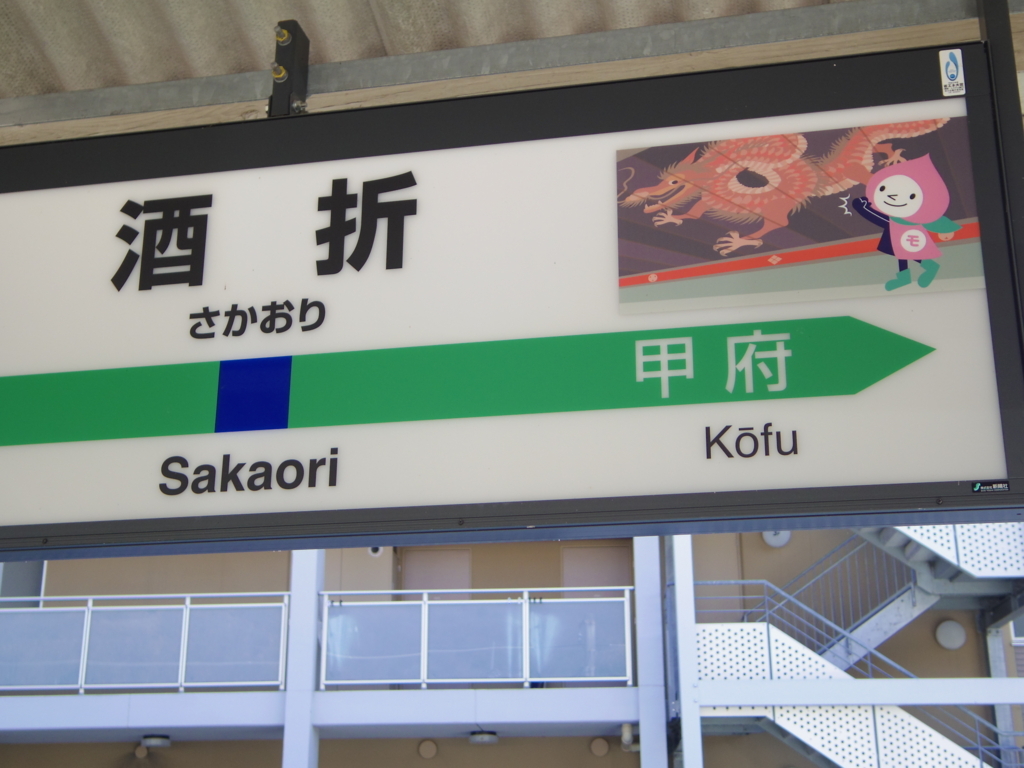 酒折
さかおり
モ
甲府
Sakaori
Kōfu